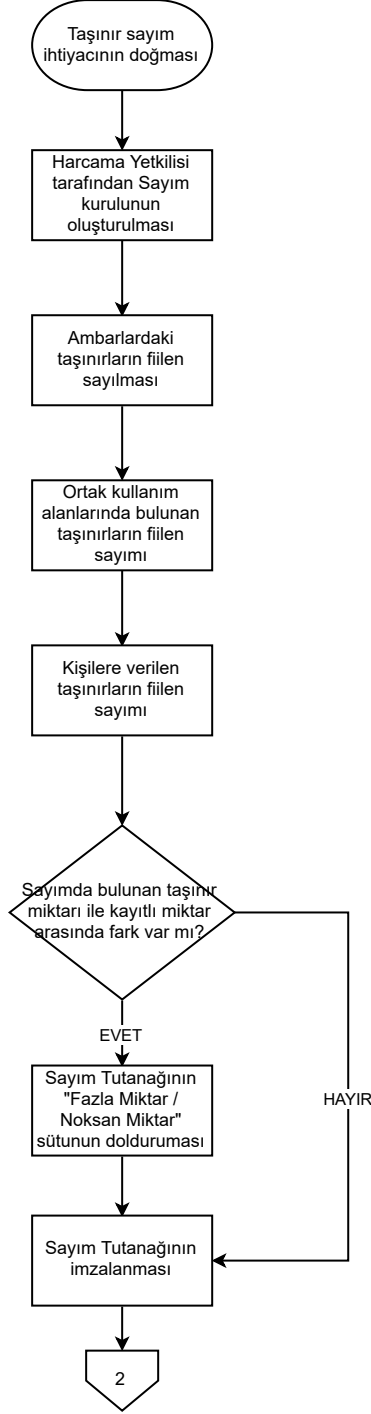 Taşınır sayım
ihtiyacının doğması
Harcama Yetkilisi
tarafından Sayım
kurulunun
oluşturulması
Ambarlardaki
taşınırların fiilen
sayılması
Ortak kullanım
alanlarında bulunan
taşınırların fiilen
sayımı
Kişilere verilen
taşınırların fiilen
sayımı
Sayımda bulunan taşınır
miktarı ile kayıtlı miktar
arasında fark var mı?
EVET
Sayım Tutanağının
"Fazla Miktar /
Noksan Miktar"
sütunun dolduruması
HAYIR
Sayım Tutanağının
imzalanması
2